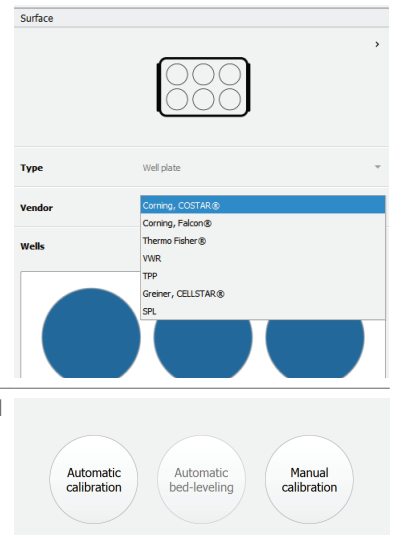 Surface
Type
Well plate
Vendor
Corning, COSTAR®
Corning, Falcon®
Thermo Fisher®
Wells
VWR
TPP
Greiner, CELLSTAR®
SPL
Automatic
calibration
Automatic
bed-leveling
Manual
calibration